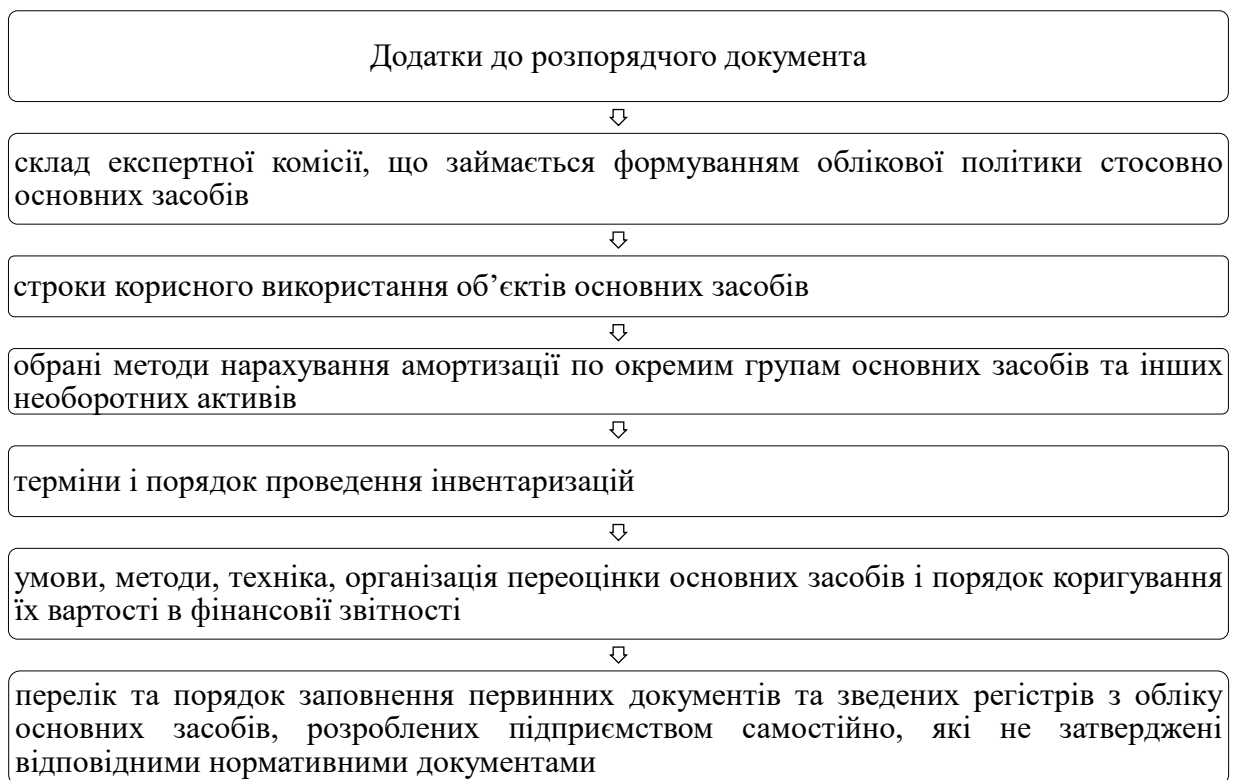 Додатки до розпорядчого документа
склад експертної комісії, що займається формуванням облікової політики стосовно
основних засобів
строки корисного використання об’єктів основних засобів
обрані методи нарахування амортизації по окремим групам основних засобів та інших
необоротних активів
терміни і порядок проведення інвентаризацій
умови, методи, техніка, організація переоцінки основних засобів і порядок коригування
їх вартості в фінансовії звітності
перелік та порядок заповнення первинних документів та зведених регістрів з обліку
основних засобів, розроблених підприємством самостійно, які не затверджені
відповідними нормативними документами